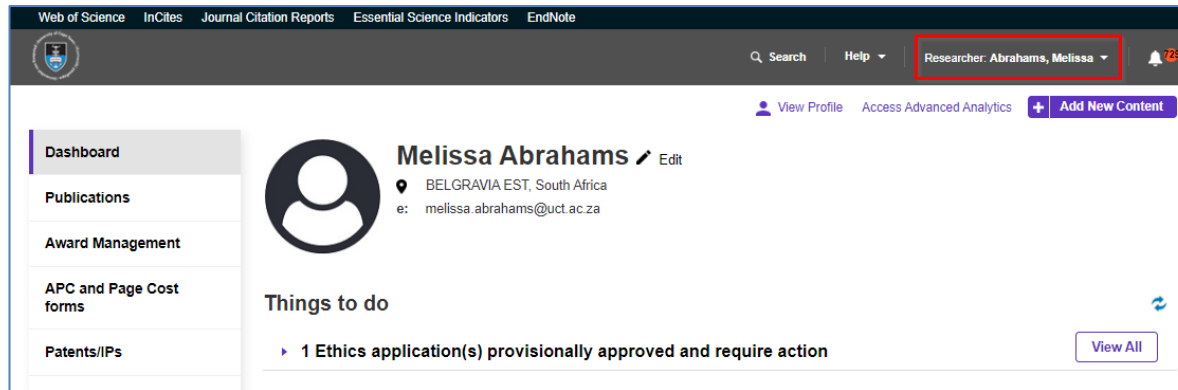 Web of Science InCites Journal Citation Reports Essential Science Indicators EndNote
Search Help Researcher: Abrahams, Melissa
View Profile Access Advanced Analytics + Add New Content
Dashboard
Publications
Award Management
APC and Page Cost
forms
Patents/IPs
Melissa Abrahams Edit
BELGRAVIA EST, South Africa
e: melissa.abrahams@uct.ac.za
Things to do
1 Ethics application(s) provisionally approved and require action View All